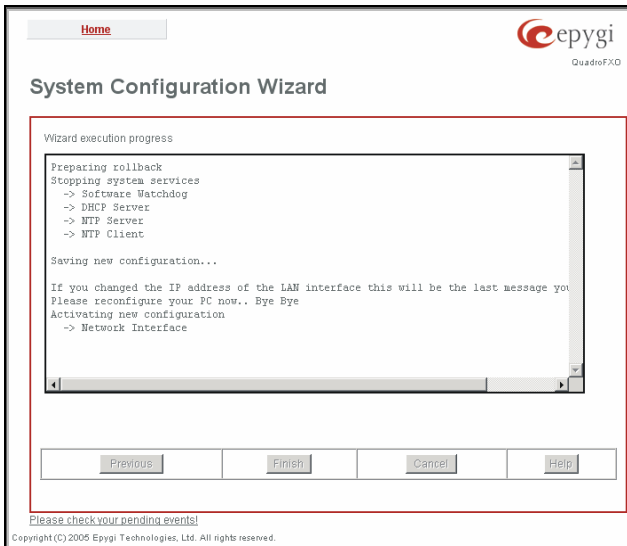 Home
epygi
QuadroFXO
System Configuration Wizard
Wizard execution progress
Preparing rollback
Stopping system services
-> Software Watchdog
-> DHCP Server
-> NTP Server
-> NTP Client
Saving new configuration...
If you changed the IP address of the LAN interface this will be the last message you
Please reconfigure your PC now.. Bye Bye
Activating new configuration
-> Network Interface
Previous Finish Cancel Help
Please check your pending events!
Copyright (C) 2005 Epygi Technologies, Ltd. All rights reserved.